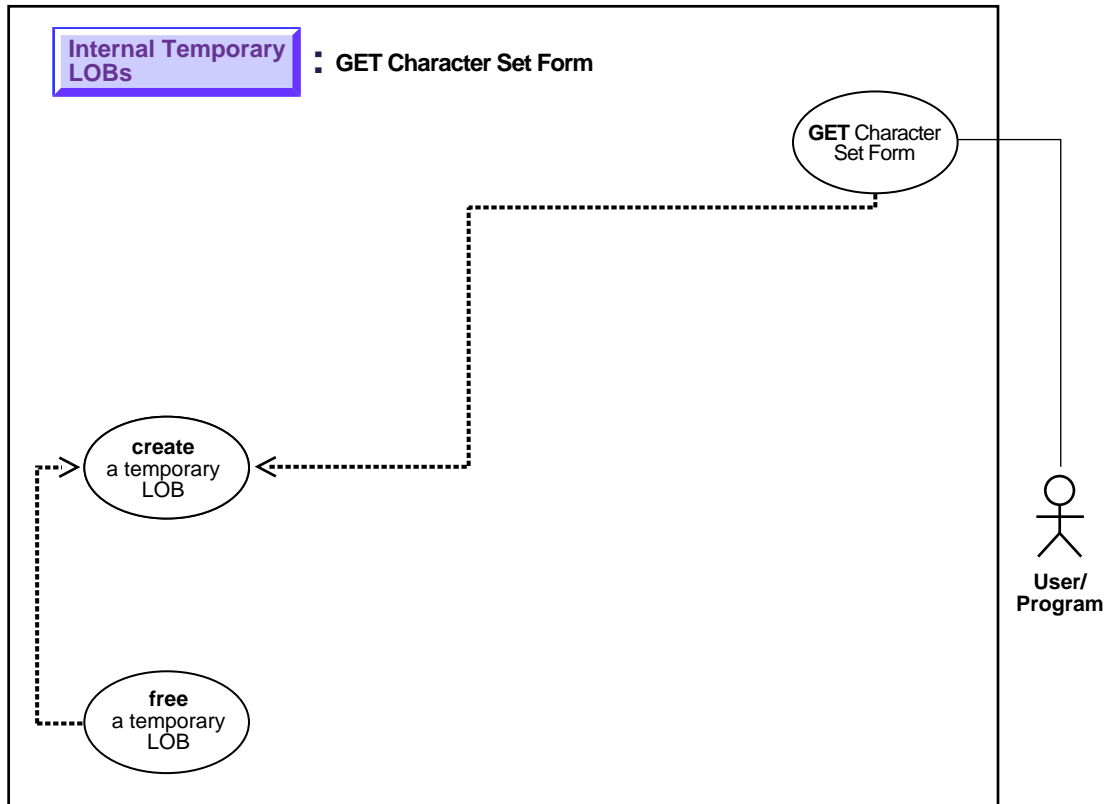 Internal Temporary
LOBs
: GET Character Set Form
GET Character
Set Form
create
a temporary
LOB
User/
Program
free
a temporary
LOB